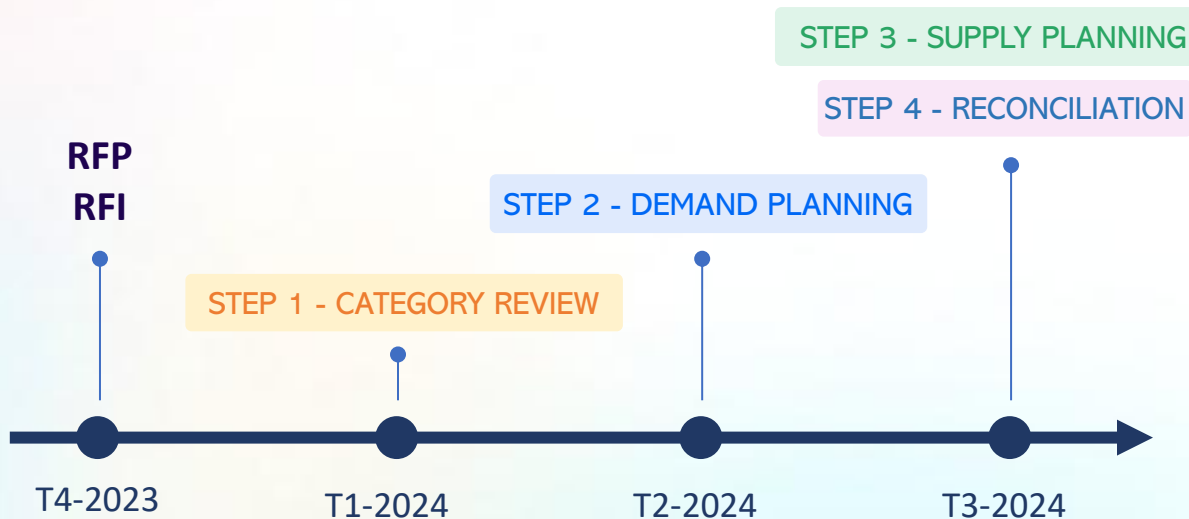 STEP 3 - SUPPLY PLANNING
STEP 4 - RECONCILIATION
RFP
RFI
STEP 2 - DEMAND PLANNING
STEP 1 - CATEGORY REVIEW
T4-2023
T1-2024
T2-2024
T3-2024